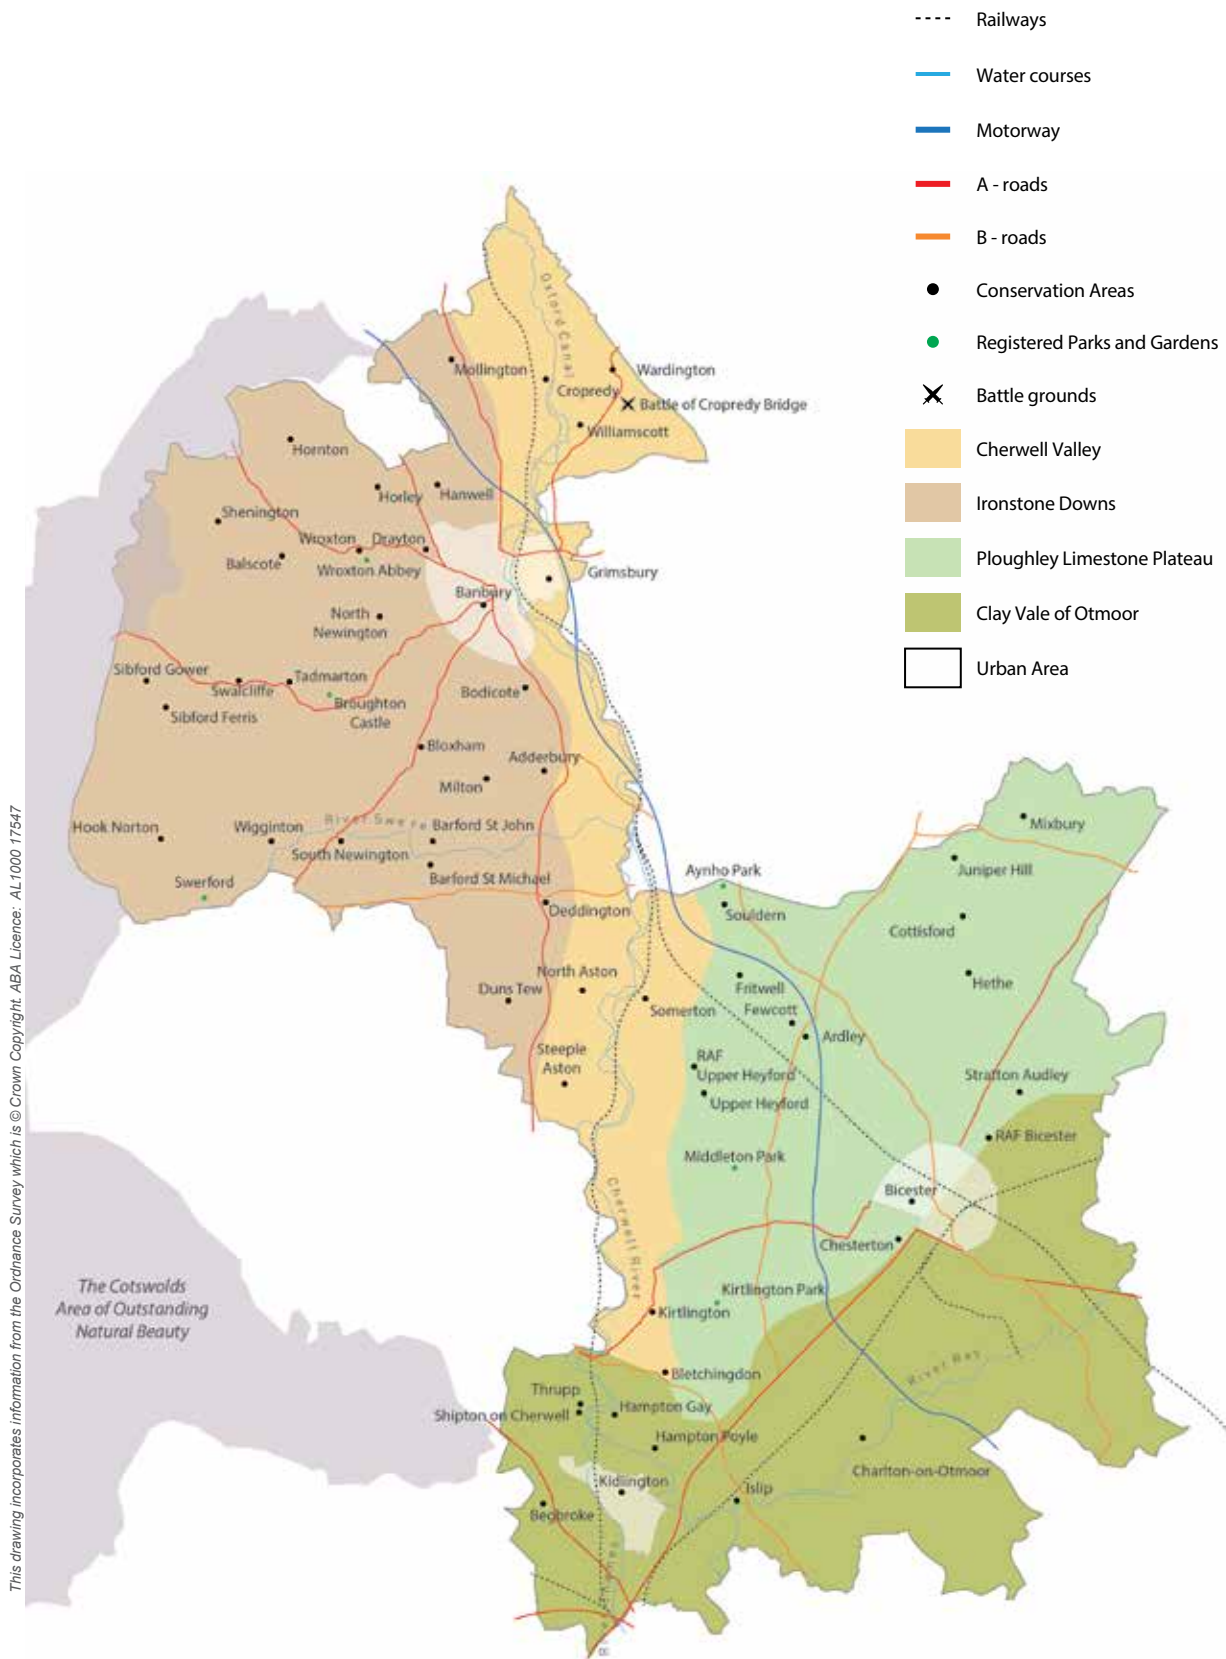 Railways
Water courses
Motorway
A - roads
B - roads
Conservation Areas
Registered Parks and Gardens
Battle grounds
Cherwell Valley
Ironstone Downs
Ploughley Limestone Plateau
Clay Vale of Otmoor
Urban Area
Oxford Canal
Mollington
Wardington
Cropredy
Battle of Cropredy Bridge
Williamscott
Hornton
Horley
Hanwell
Shenington
Wroxton
Drayton
Balscote
Wroxton Abbey
Grimsbury
Banbury
North
Newington
Sibford Gower
Swalcliffe
Tadmarton
Bodicote
Sibford Ferris
Broughton
Castle
Bloxham
Adderbury
Milton
Hook Norton
Wigginton
River Swere
Barford St John
South Newington
Barford St Michael
Swerford
Deddington
Aynho Park
Souldern
Mixbury
Juniper Hill
Cottisford
Hethe
North Aston
Duns Tew
Somerton
Fritwell
Fewcott
Ardley
Steeple
Aston
RAF
Upper Heyford
Upper Heyford
Stratton Audley
RAF Bicester
Middleton Park
Bicester
Cherwell River
Chesterton
Kirtlington Park
Kirtlington
The Cotswolds
Area of Outstanding
Natural Beauty
Bletchingdon
River Ray
Thrupp
Shipton on Cherwell
Hampton Gay
Hampton Poyle
Charlton-on-Otmoor
Kidlington
Islip
Begbroke
This drawing incorporates information from the Ordnance Survey which is © Crown Copyright. ABA Licence: AL1000 17547